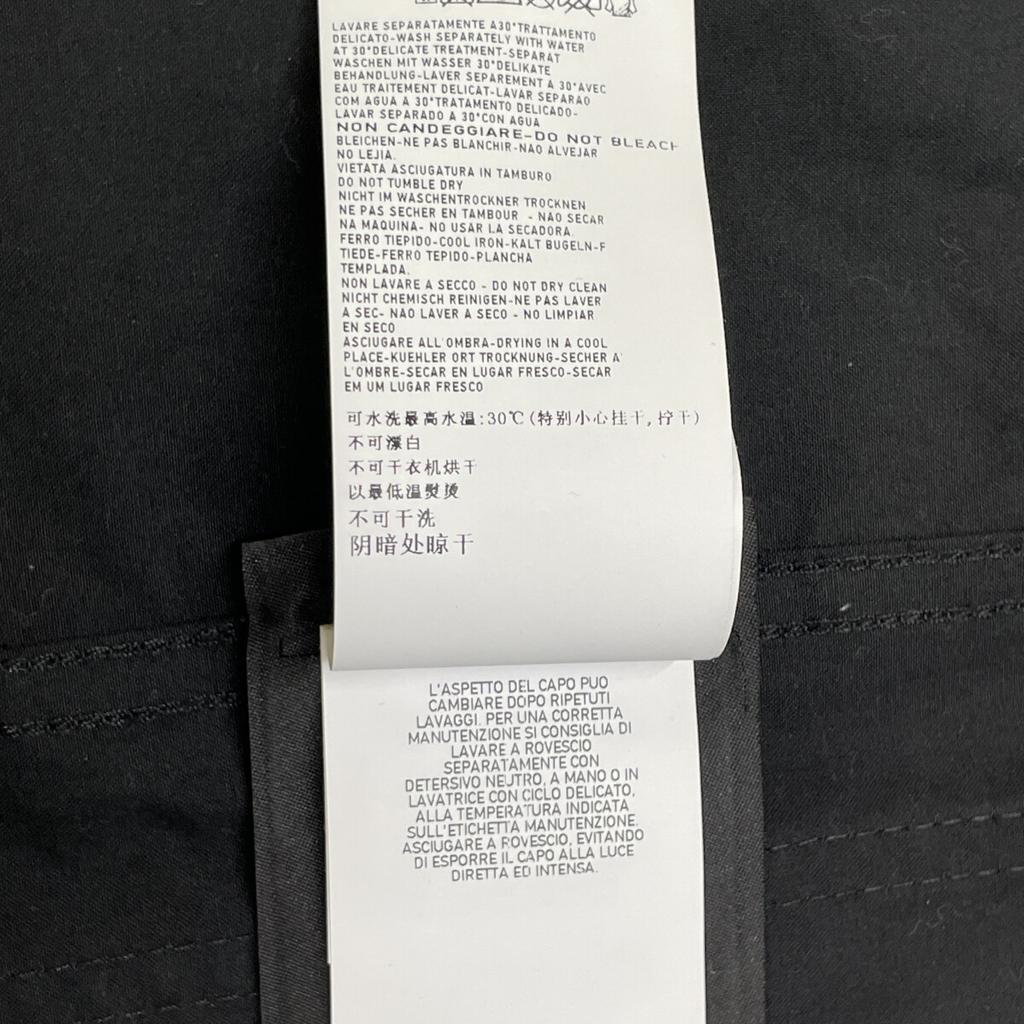 LAVARE SEPARATAMENTE A30°TRATTAMENTO
DELICATO-WASH SEPARATELY WITH WATER
AT 30°DELICATE TREATMENT-SEPARAT
WASCHEN MIT WASSER 30°DELIKATE
BEHANDLUNG-LAVER SEPAREMENT A 30°AVEC
EAU TRAITEMENT DELICAT-LAVAR SEPARAO
COM AGUA A 30°TRATAMENTO DELICADO-
LAVAR SEPARADO A 30°CON AGUA
NON CANDEGGIARE-DO NOT BLEACH
BLEICHEN-NE PAS BLANCHIR-NAO ALVEJAR
NO LEJIA.
VIETATA ASCIUGATURA IN TAMBURO
DO NOT TUMBLE DRY
NICHT IM WASCHENTROCKNER TROCKNEN
NE PAS SECHER EN TAMBOUR - NAO SECAR
NA MAQUINA- NO USAR LA SECADORA.
FERRO TIEPIDO-COOL IRON-KALT BUGELN-F
TIEDE-FERRO TEPIDO-PLANCHA
TEMPLADA.
NON LAVARE A SECCO - DO NOT DRY CLEAN
NICHT CHEMISCH REINIGEN-NE PAS LAVER
A SEC- NAO LAVER A SECO - NO LIMPIAR
EN SECO
ASCIUGARE ALL'OMBRA-DRYING IN A COOL
PLACE-KUEHLER ORT TROCKNUNG-SECHER A'
L'OMBRE-SECAR EN LUGAR FRESCO-SECAR
EM UM LUGAR FRESCO
可水洗最高水温:30℃(特别小心挂干,拧干)
不可漂白
不可干衣机烘干
以最低温熨烫
不可干洗
阴暗处晾干
L'ASPETTO DEL CAPO PUO
CAMBIARE DOPO RIPETUTI
LAVAGGI. PER UNA CORRETTA
MANUTENZIONE SI CONSIGLIA DI
LAVARE A ROVESCIO
SEPARATAMENTE CON
DETERSIVO NEUTRO, A MANO O IN
LAVATRICE CON CICLO DELICATO,
ALLA TEMPERATURA INDICATA
SULL'ETICHETTA MANUTENZIONE.
ASCIUGARE A ROVESCIO, EVITANDO
DI ESPORRE IL CAPO ALLA LUCE
DIRETTA ED INTENSA.